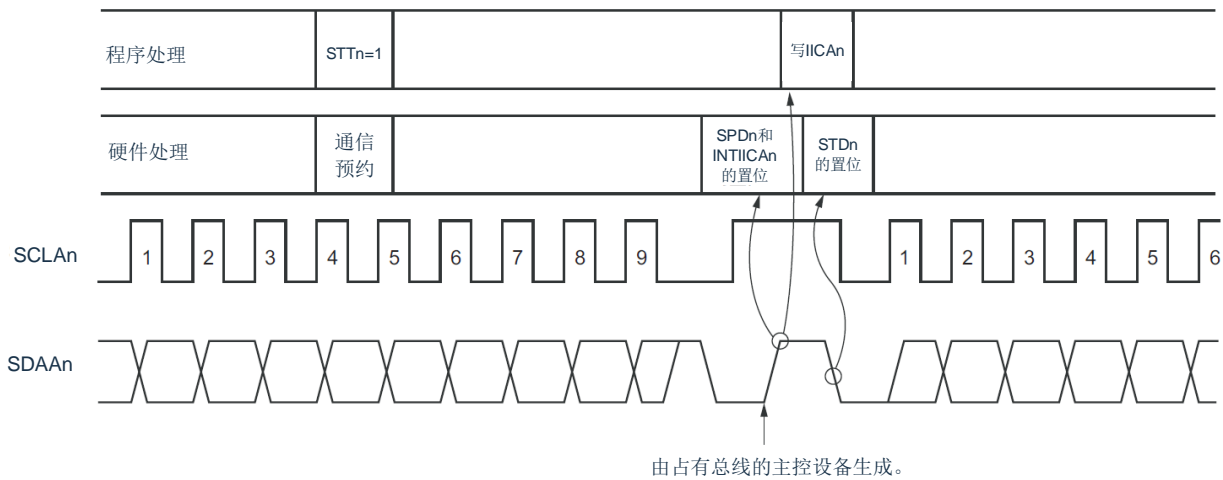 程序处理
STTn=1
写IICAn
硬件处理
通信
预约
SPDn和
INTIICAn
的置位
STDn
的置位
SCLAn
1 2 3 4 5 6 7 8 9 1 2 3 4 5 6
SDAAn
由占有总线的主控设备生成。